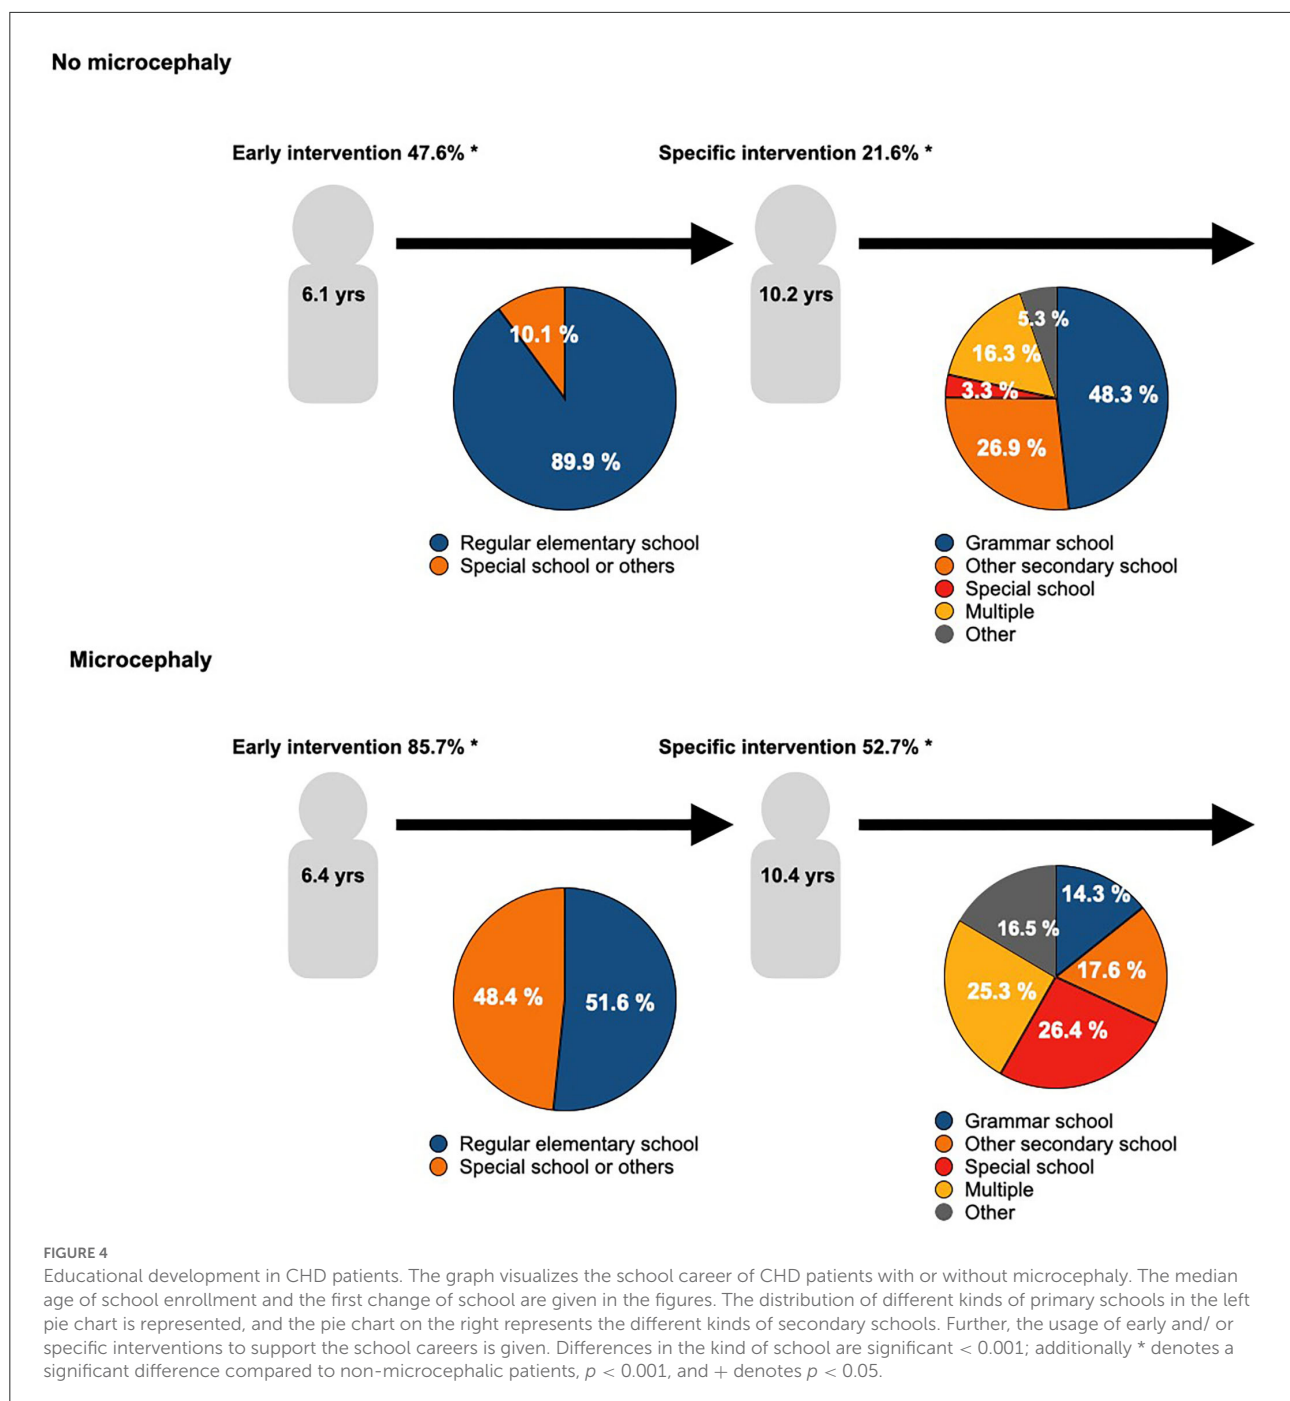 No microcephaly
Early intervention 47.6% *
Specific intervention 21.6% *
6.1 yrs
10.2 yrs
10.1 %
89.9 %
5.3 %
16.3 %
3.3 %
48.3 %
26.9 %
Regular elementary school
Special school or others
Grammar school
Other secondary school
Special school
Multiple
Other
Microcephaly
Early intervention 85.7% *
Specific intervention 52.7% *
6.4 yrs
10.4 yrs
48.4 %
51.6 %
14.3 %
16.5 %
17.6 %
25.3 %
26.4 %
Regular elementary school
Special school or others
Grammar school
Other secondary school
Special school
Multiple
Other
FIGURE 4
Educational development in CHD patients. The graph visualizes the school career of CHD patients with or without microcephaly. The median
age of school enrollment and the first change of school are given in the figures. The distribution of different kinds of primary schools in the left
pie chart is represented, and the pie chart on the right represents the different kinds of secondary schools. Further, the usage of early and/ or
specific interventions to support the school careers is given. Differences in the kind of school are significant < 0.001; additionally * denotes a
significant difference compared to non-microcephalic patients, p < 0.001, and + denotes p < 0.05.